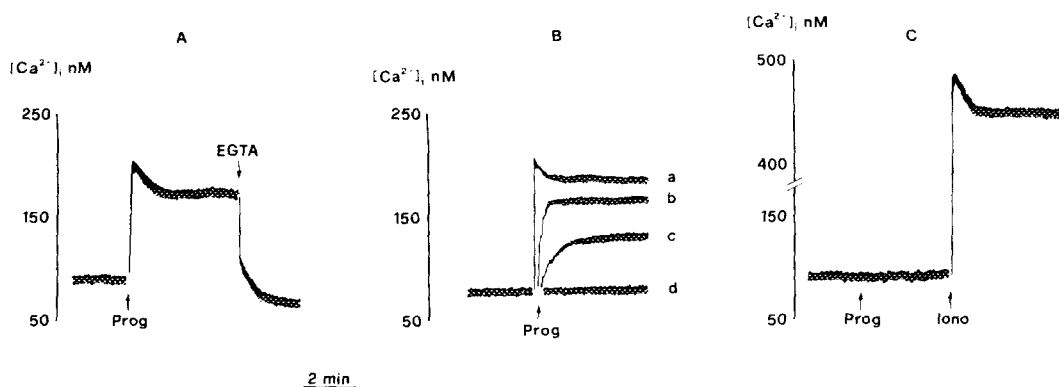 A
[Ca²⁺]ᵢ nM
250
150
50
EGTA
Prog
2 min
B
[Ca²⁺]ᵢ nM
250
150
50
a
b
c
d
Prog
C
[Ca²⁺]ᵢ nM
500
400
150
50
Prog
Iono